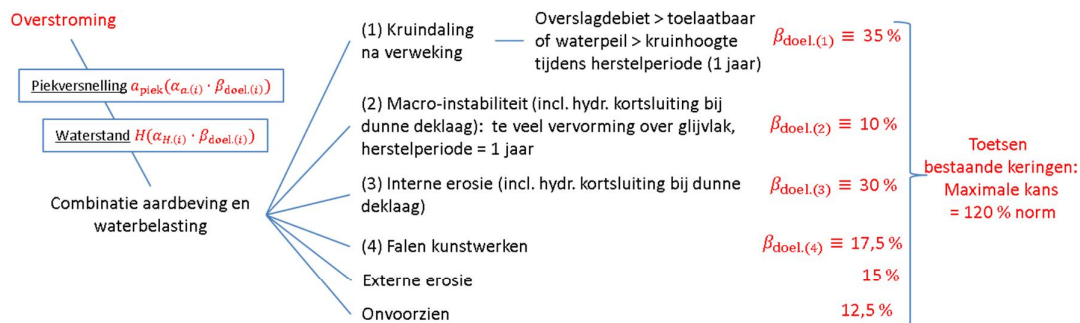 Overstroming
Piekversnelling a_piek(α_a.(i) · β_doel.(i))
Waterstand H(α_H.(i) · β_doel.(i))
Combinatie aardbeving en
waterbelasting
(1) Kruindaling
na verweking
Overslagdebiet > toelaatbaar
of waterpeil > kruinhoogte
tijdens herstelperiode (1 jaar)
β_doel.(1) ≡ 35 %
(2) Macro-instabiliteit (incl. hydr. kortsluiting bij
dunne deklaag): te veel vervorming over glijvlak,
herstelperiode = 1 jaar
β_doel.(2) ≡ 10 %
(3) Interne erosie (incl. hydr. kortsluiting bij dunne
deklaag)
β_doel.(3) ≡ 30 %
(4) Falen kunstwerken
β_doel.(4) ≡ 17,5 %
Externe erosie
15 %
Onvoorzien
12,5 %
Toetsen
bestaande keringen:
Maximale kans
= 120 % norm